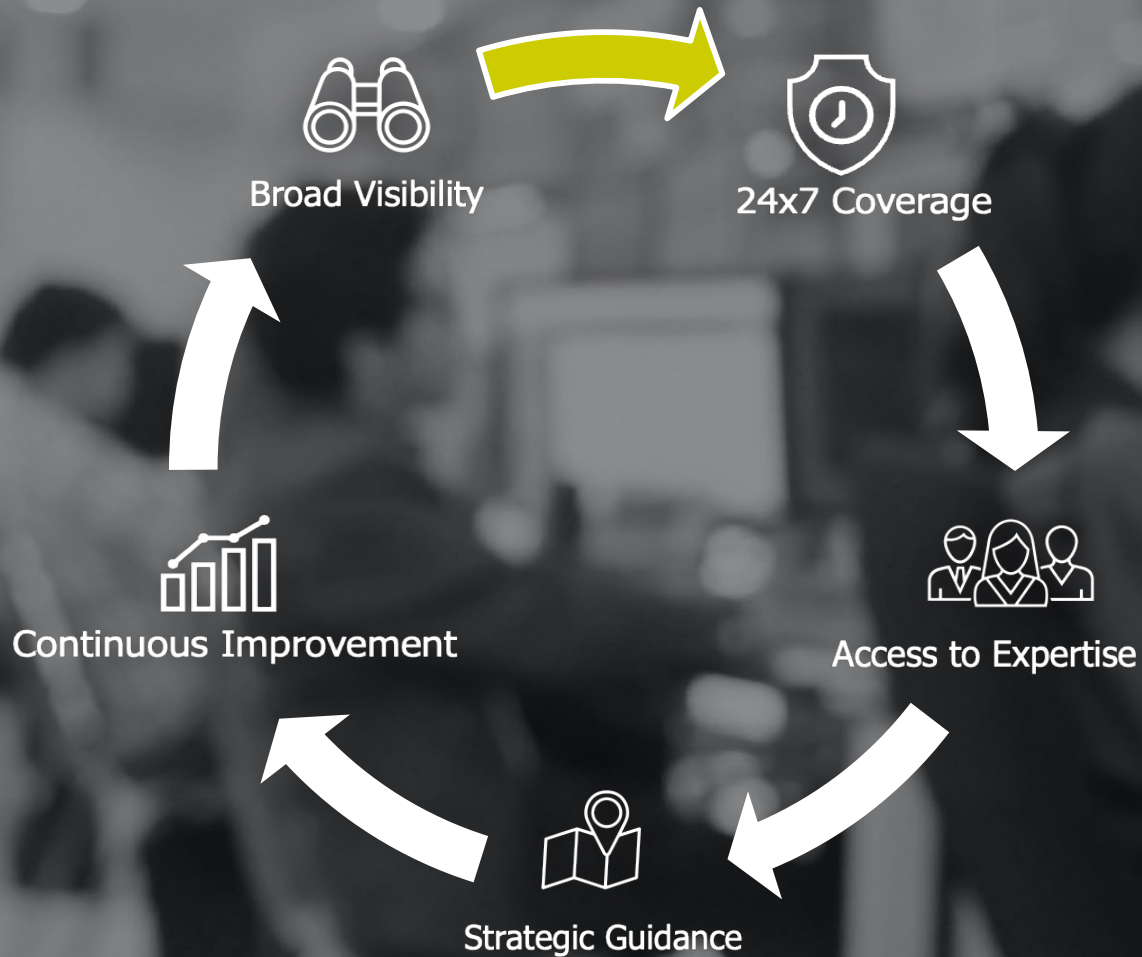 Broad Visibility
24x7 Coverage
Access to Expertise
Strategic Guidance
Continuous Improvement